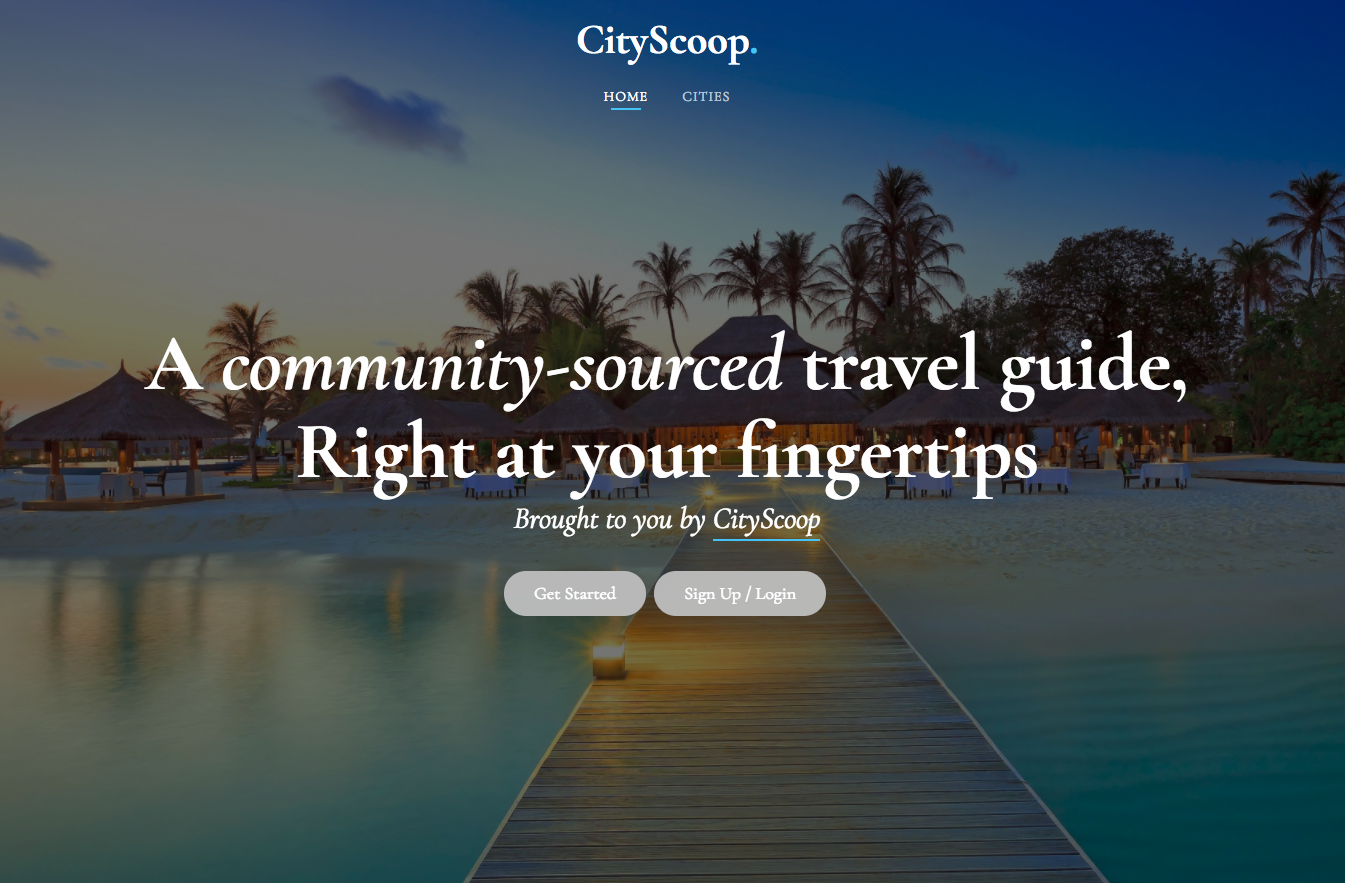 CityScoop.
HOME CITIES
A community-sourced travel guide,
Right at your fingertips
Brought to you by CityScoop
Get Started Sign Up / Login